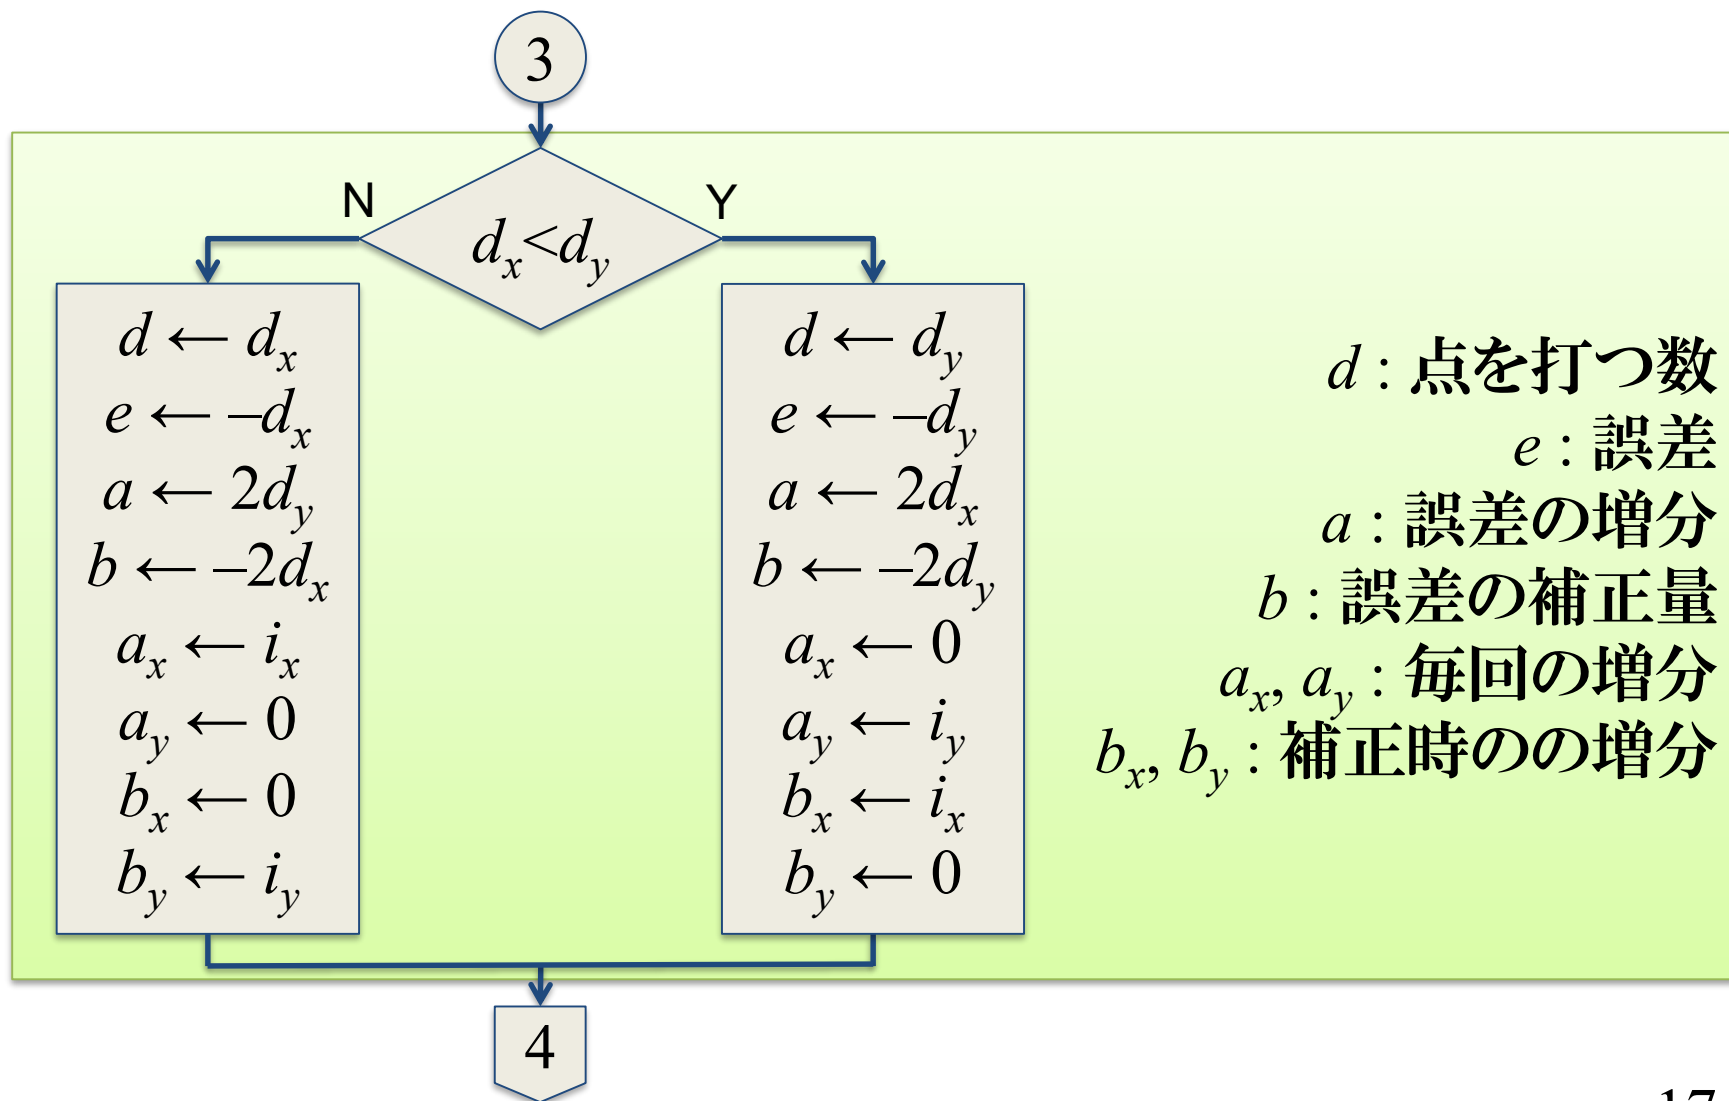 3
N
Y
dx<dy
d ← dx
e ← –dx
a ← 2dy
b ← –2dx
ax ← ix
ay ← 0
bx ← 0
by ← iy
d ← dy
e ← –dy
a ← 2dx
b ← –2dy
ax ← 0
ay ← iy
bx ← ix
by ← 0
d : 点を打つ数
e : 誤差
a : 誤差の増分
b : 誤差の補正量
ax, ay : 毎回の増分
bx, by : 補正時のの増分
4
17